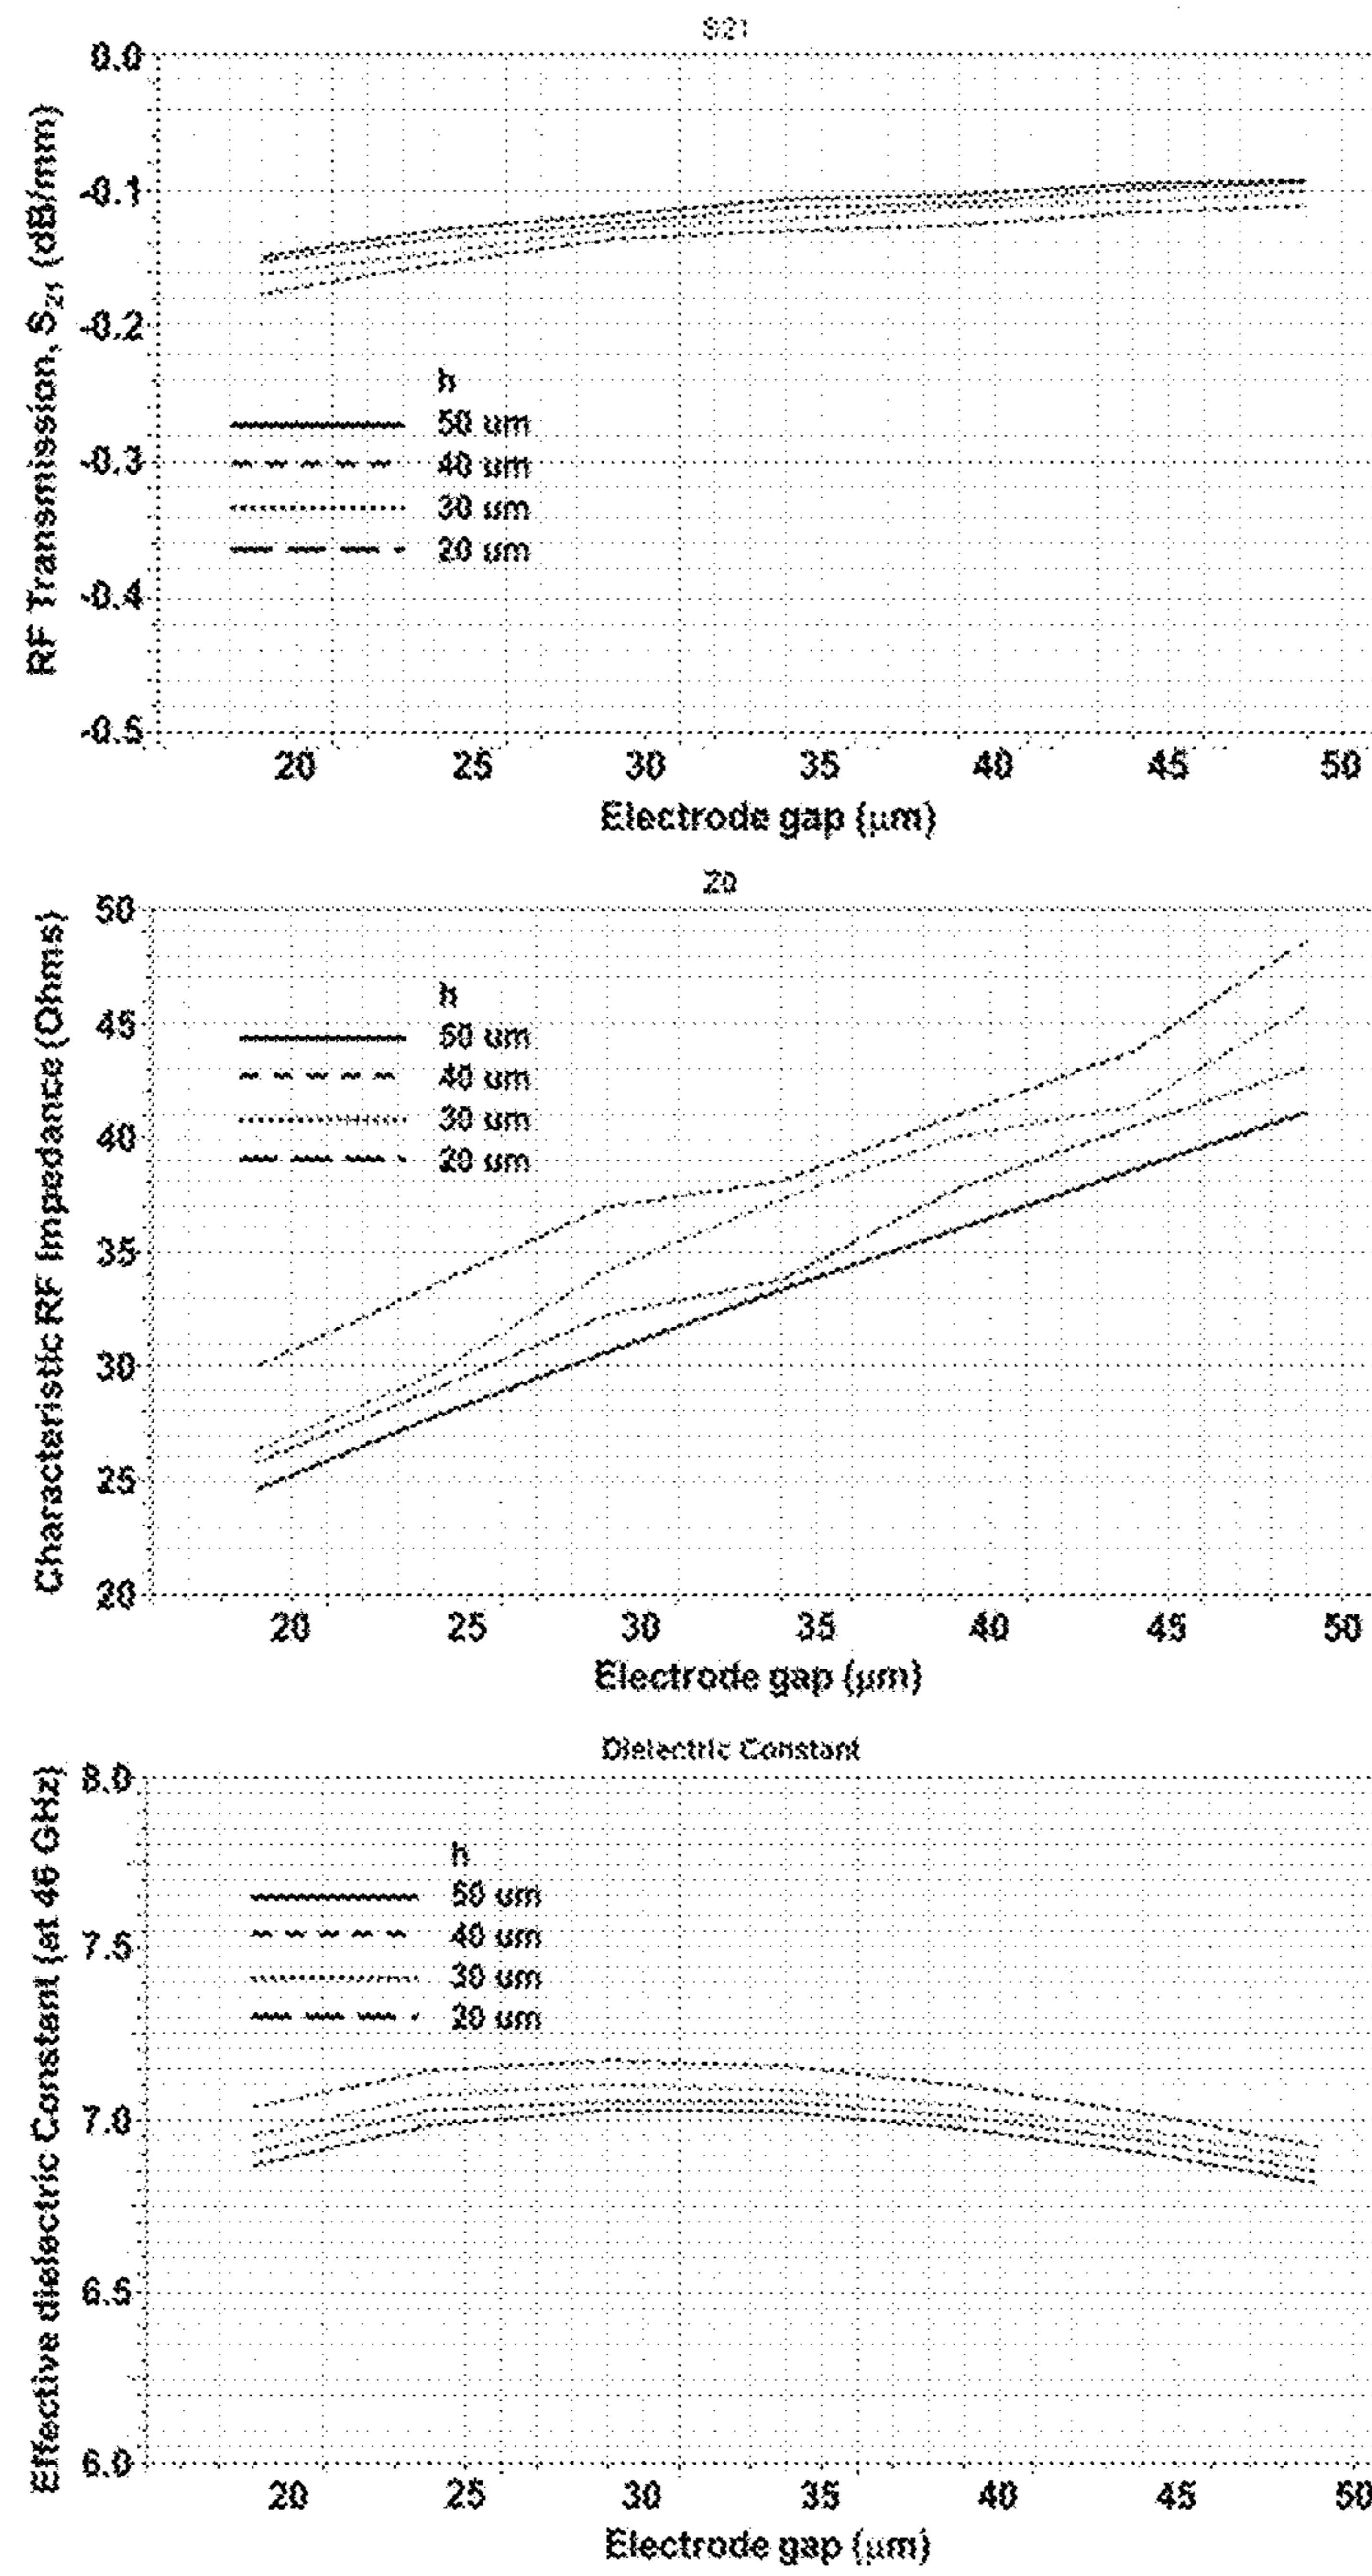 S21
RF Transmission, S21 (dB/mm)
0.0
-0.1
-0.2
-0.3
-0.4
-0.5
h
50 um
40 um
30 um
20 um
20 25 30 35 40 45 50
Electrode gap (μm)
Z0
Characteristic RF Impedance (Ohms)
50
45
40
35
30
25
20
h
50 um
40 um
30 um
20 um
20 25 30 35 40 45 50
Electrode gap (μm)
Dielectric Constant
Effective dielectric Constant (at 46 GHz)
8.0
7.5
7.0
6.5
6.0
h
50 um
40 um
30 um
20 um
20 25 30 35 40 45 50
Electrode gap (μm)